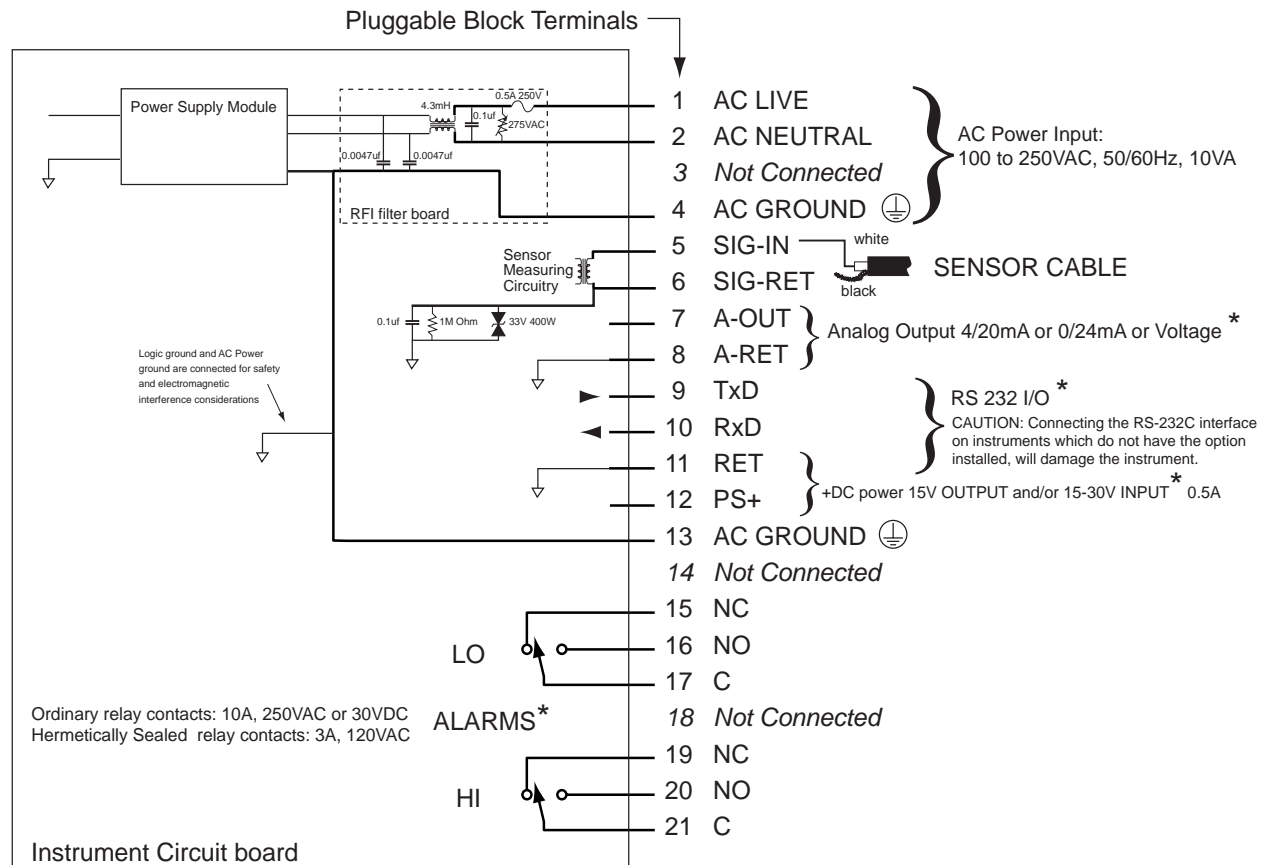 Pluggable Block Terminals
Power Supply Module
4.3mH
0.5A 250V
0.1uf
275VAC
0.0047uf
0.0047uf
RFI filter board
1 AC LIVE
2 AC NEUTRAL
3 Not Connected
4 AC GROUND
AC Power Input:
100 to 250VAC, 50/60Hz, 10VA
Sensor
Measuring
Circuitry
5 SIG-IN
white
6 SIG-RET
black
SENSOR CABLE
0.1uf
1M Ohm
33V 400W
7 A-OUT
8 A-RET
Analog Output 4/20mA or 0/24mA or Voltage *
Logic ground and AC Power
ground are connected for safety
and electromagnetic
interference considerations
9 TxD
10 RxD
RS 232 I/O *
CAUTION: Connecting the RS-232C interface
on instruments which do not have the option
installed, will damage the instrument.
11 RET
12 PS+
+DC power 15V OUTPUT and/or 15-30V INPUT * 0.5A
13 AC GROUND
14 Not Connected
15 NC
LO
16 NO
17 C
Ordinary relay contacts: 10A, 250VAC or 30VDC
Hermetically Sealed relay contacts: 3A, 120VAC
ALARMS*
18 Not Connected
19 NC
HI
20 NO
21 C
Instrument Circuit board